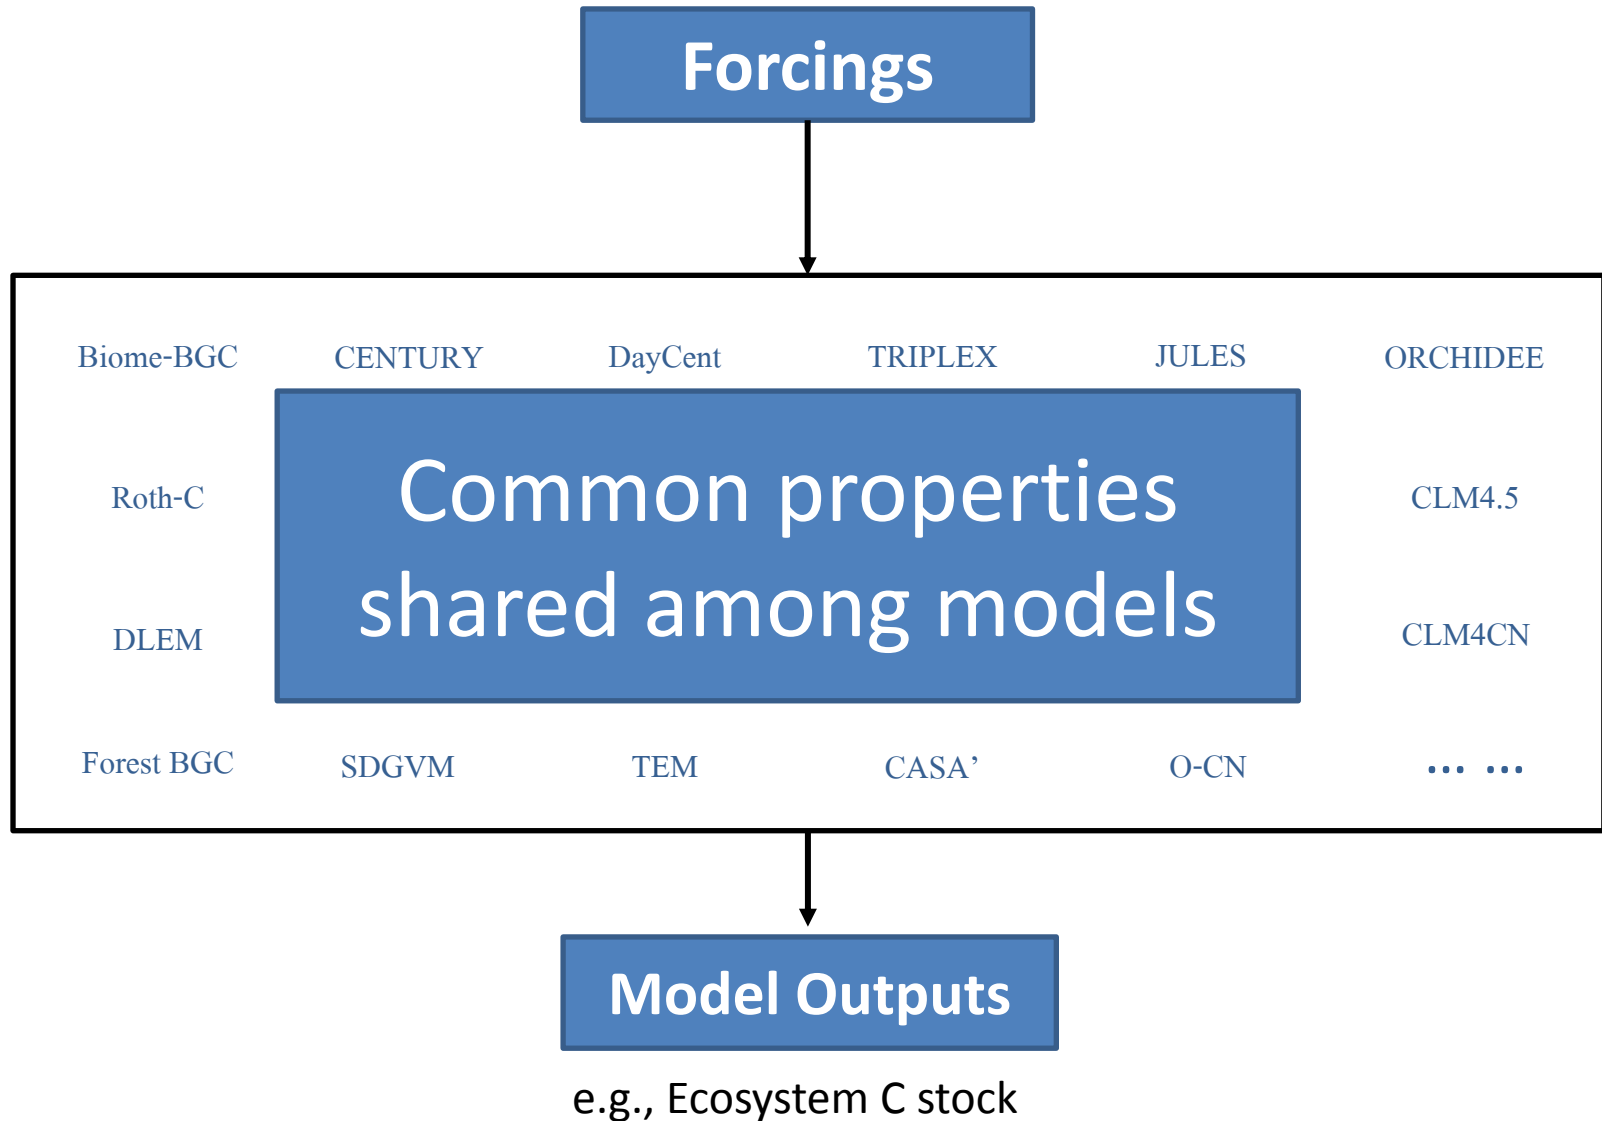 Forcings
Biome-BGC CENTURY DayCent TRIPLEX JULES ORCHIDEE
Common properties
Roth-C CLM4.5
shared among models
DLEM CLM4CN
Forest BGC SDGVM TEM CASA’ O-CN ... ...
Model Outputs
e.g., Ecosystem C stock